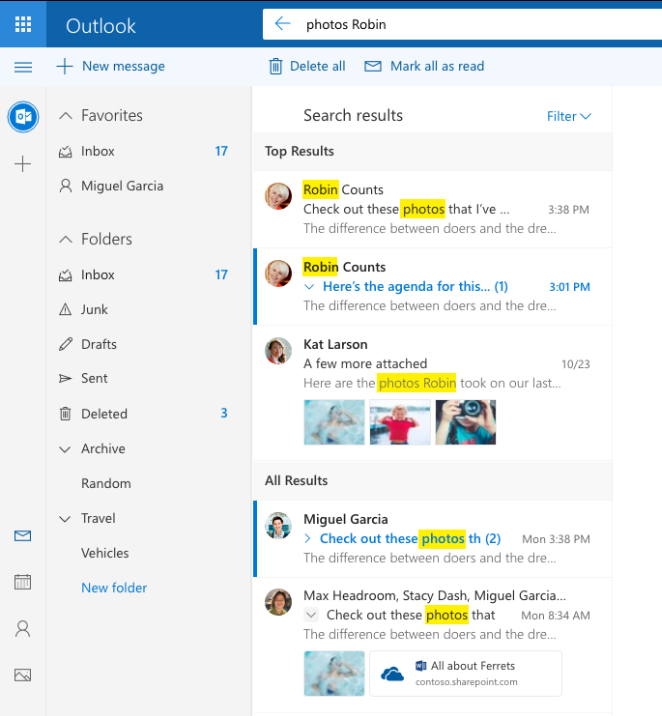 Outlook
photos Robin
New message
Delete all
Mark all as read
Favorites
Inbox 17
Miguel Garcia
Folders
Inbox 17
Junk
Drafts
Sent
Deleted 3
Archive
Random
Travel
Vehicles
New folder
Search results
Filter
Top Results
Robin Counts
Check out these photos that I've ... 3:38 PM
The difference between doers and the dre...
Robin Counts
Here's the agenda for this... (1) 3:01 PM
The difference between doers and the dre...
Kat Larson
A few more attached 10/23
Here are the photos Robin took on our last...
All Results
Miguel Garcia
Check out these photos th (2) Mon 3:38 PM
The difference between doers and the dre...
Max Headroom, Stacy Dash, Miguel Garcia...
Check out these photos that Mon 8:34 AM
The difference between doers and the dre...
All about Ferrets
contoso.sharepoint.com